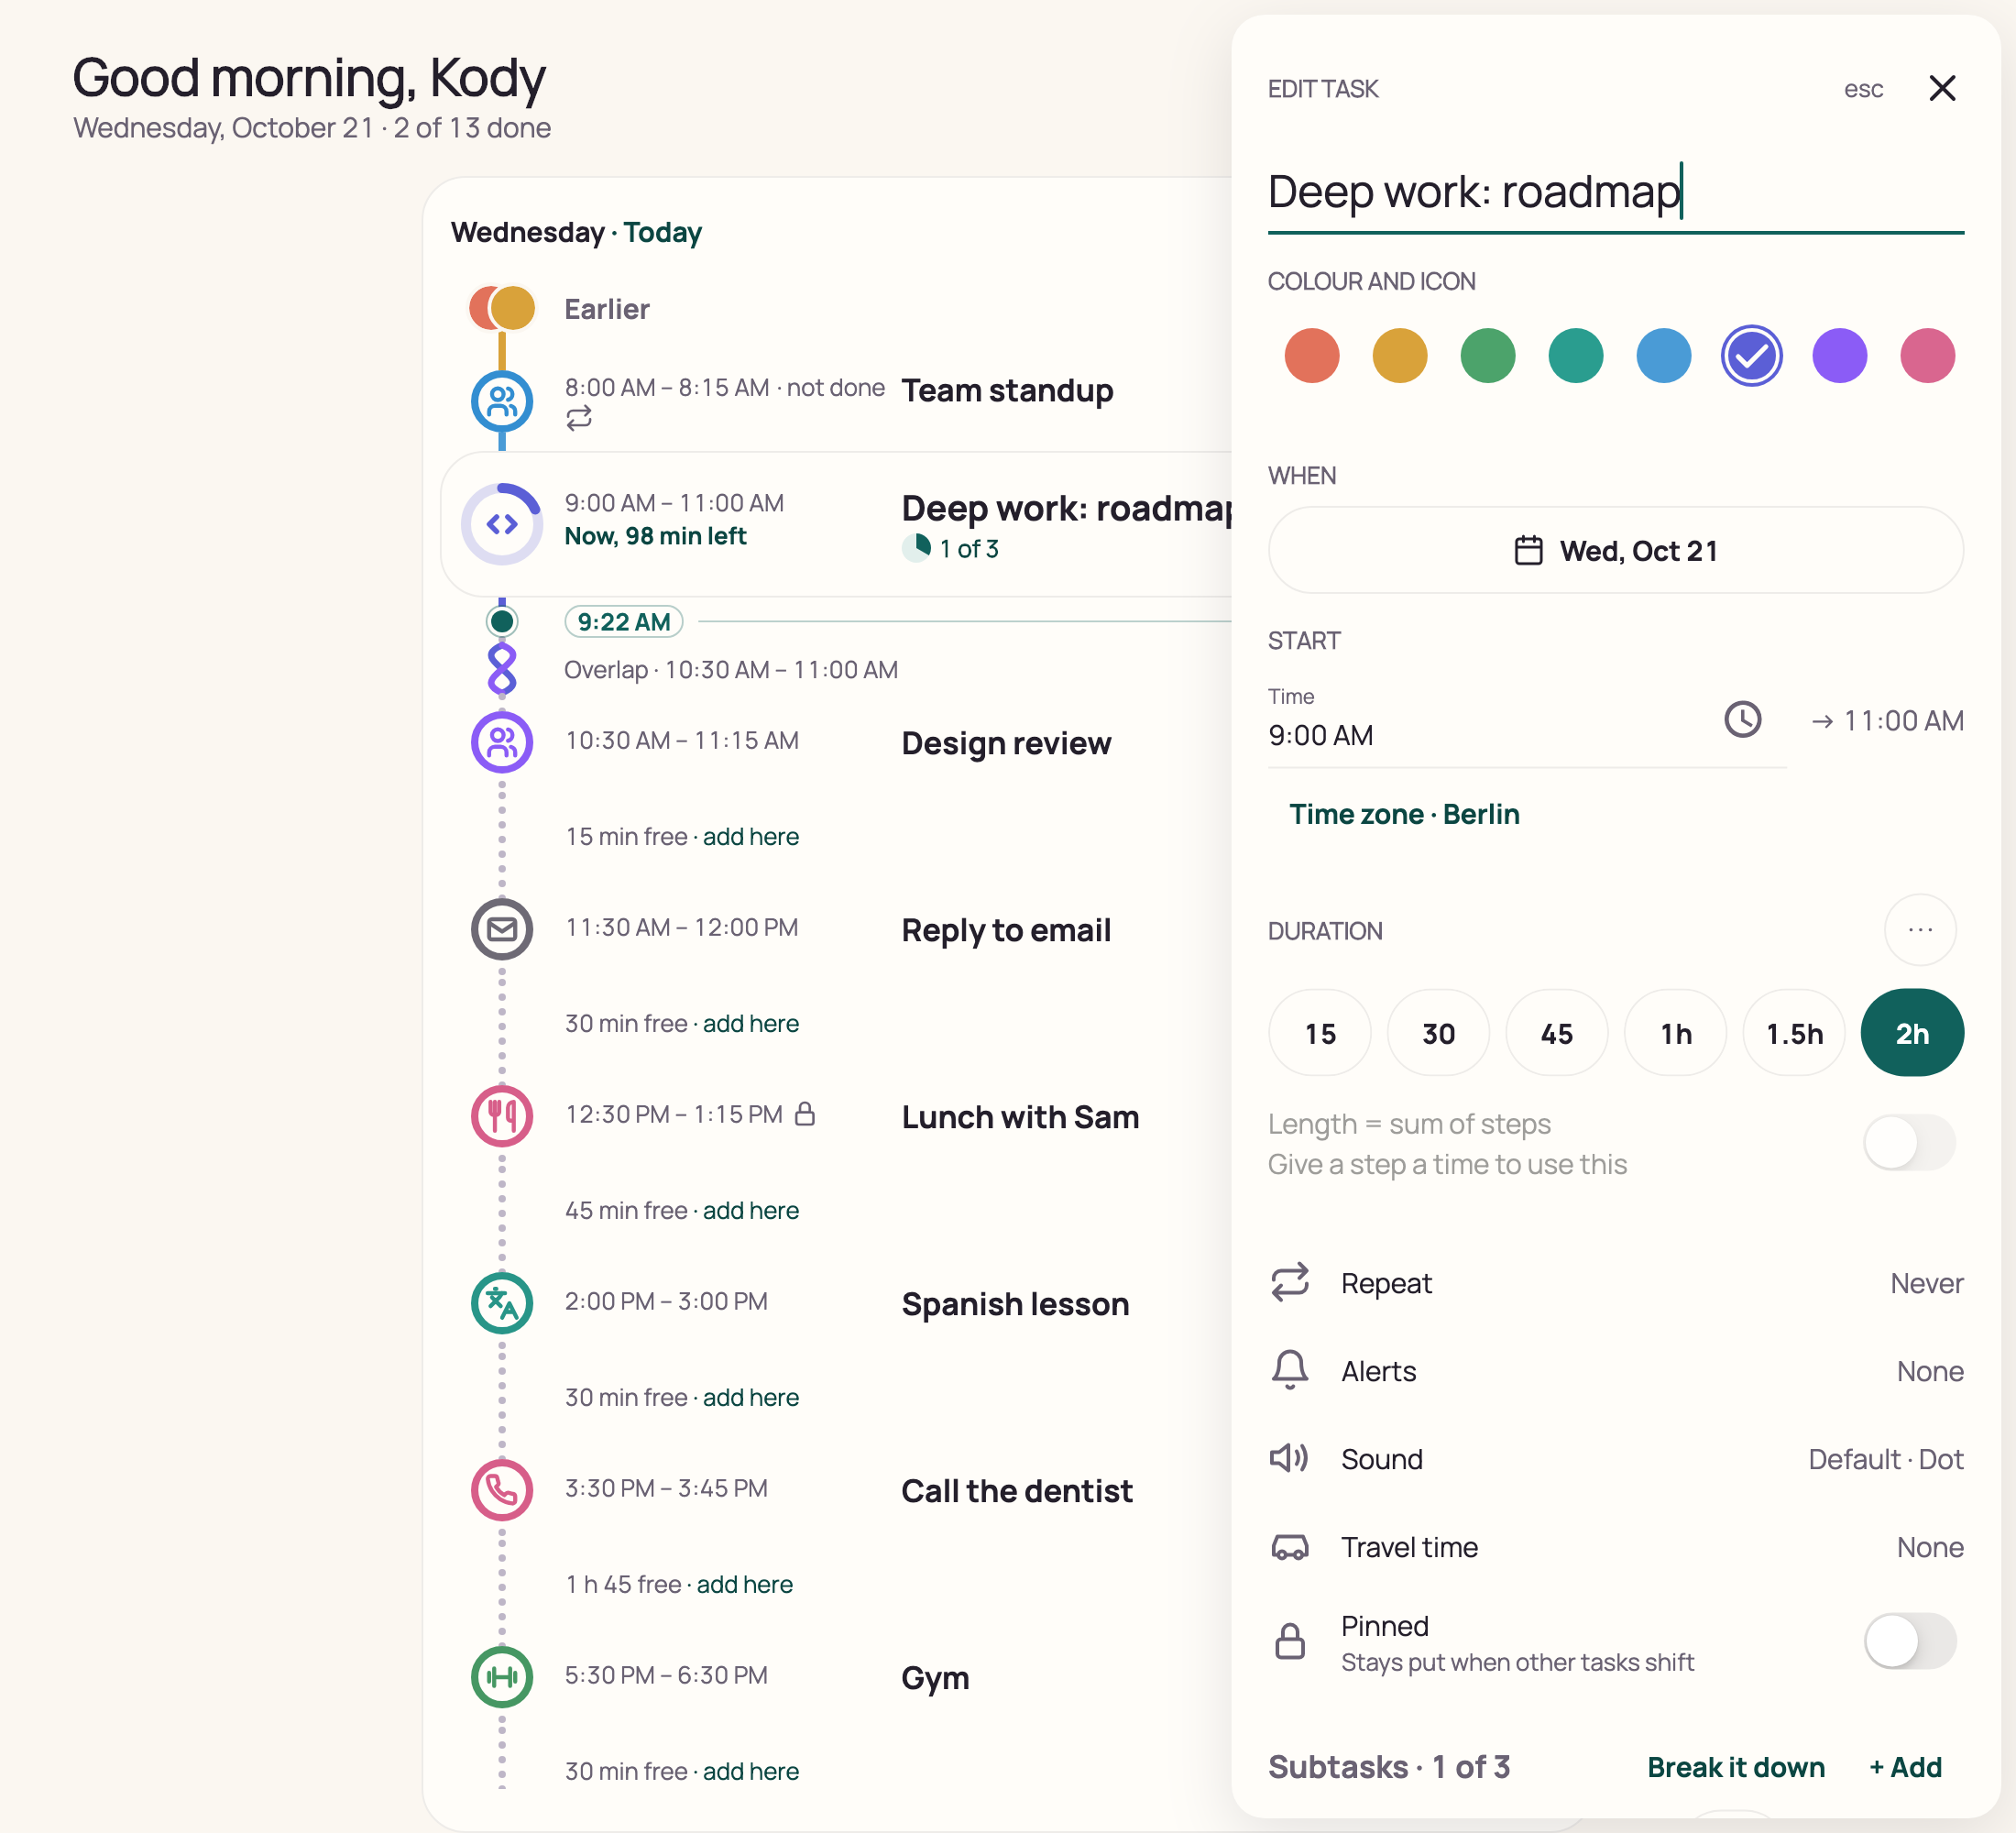 Good morning, Kody
Wednesday, October 21 · 2 of 13 done
Wednesday · Today
Earlier
8:00 AM – 8:15 AM · not done
Team standup
9:00 AM – 11:00 AM
Now, 98 min left
Deep work: roadmap
1 of 3
9:22 AM
Overlap · 10:30 AM – 11:00 AM
10:30 AM – 11:15 AM
Design review
15 min free · add here
11:30 AM – 12:00 PM
Reply to email
30 min free · add here
12:30 PM – 1:15 PM
Lunch with Sam
45 min free · add here
2:00 PM – 3:00 PM
Spanish lesson
30 min free · add here
3:30 PM – 3:45 PM
Call the dentist
1 h 45 free · add here
5:30 PM – 6:30 PM
Gym
30 min free · add here
EDIT TASK
esc
Deep work: roadmap
COLOUR AND ICON
WHEN
Wed, Oct 21
START
Time
9:00 AM
→ 11:00 AM
Time zone · Berlin
DURATION
···
15
30
45
1h
1.5h
2h
Length = sum of steps
Give a step a time to use this
Repeat
Never
Alerts
None
Sound
Default · Dot
Travel time
None
Pinned
Stays put when other tasks shift
Subtasks · 1 of 3
Break it down
+ Add